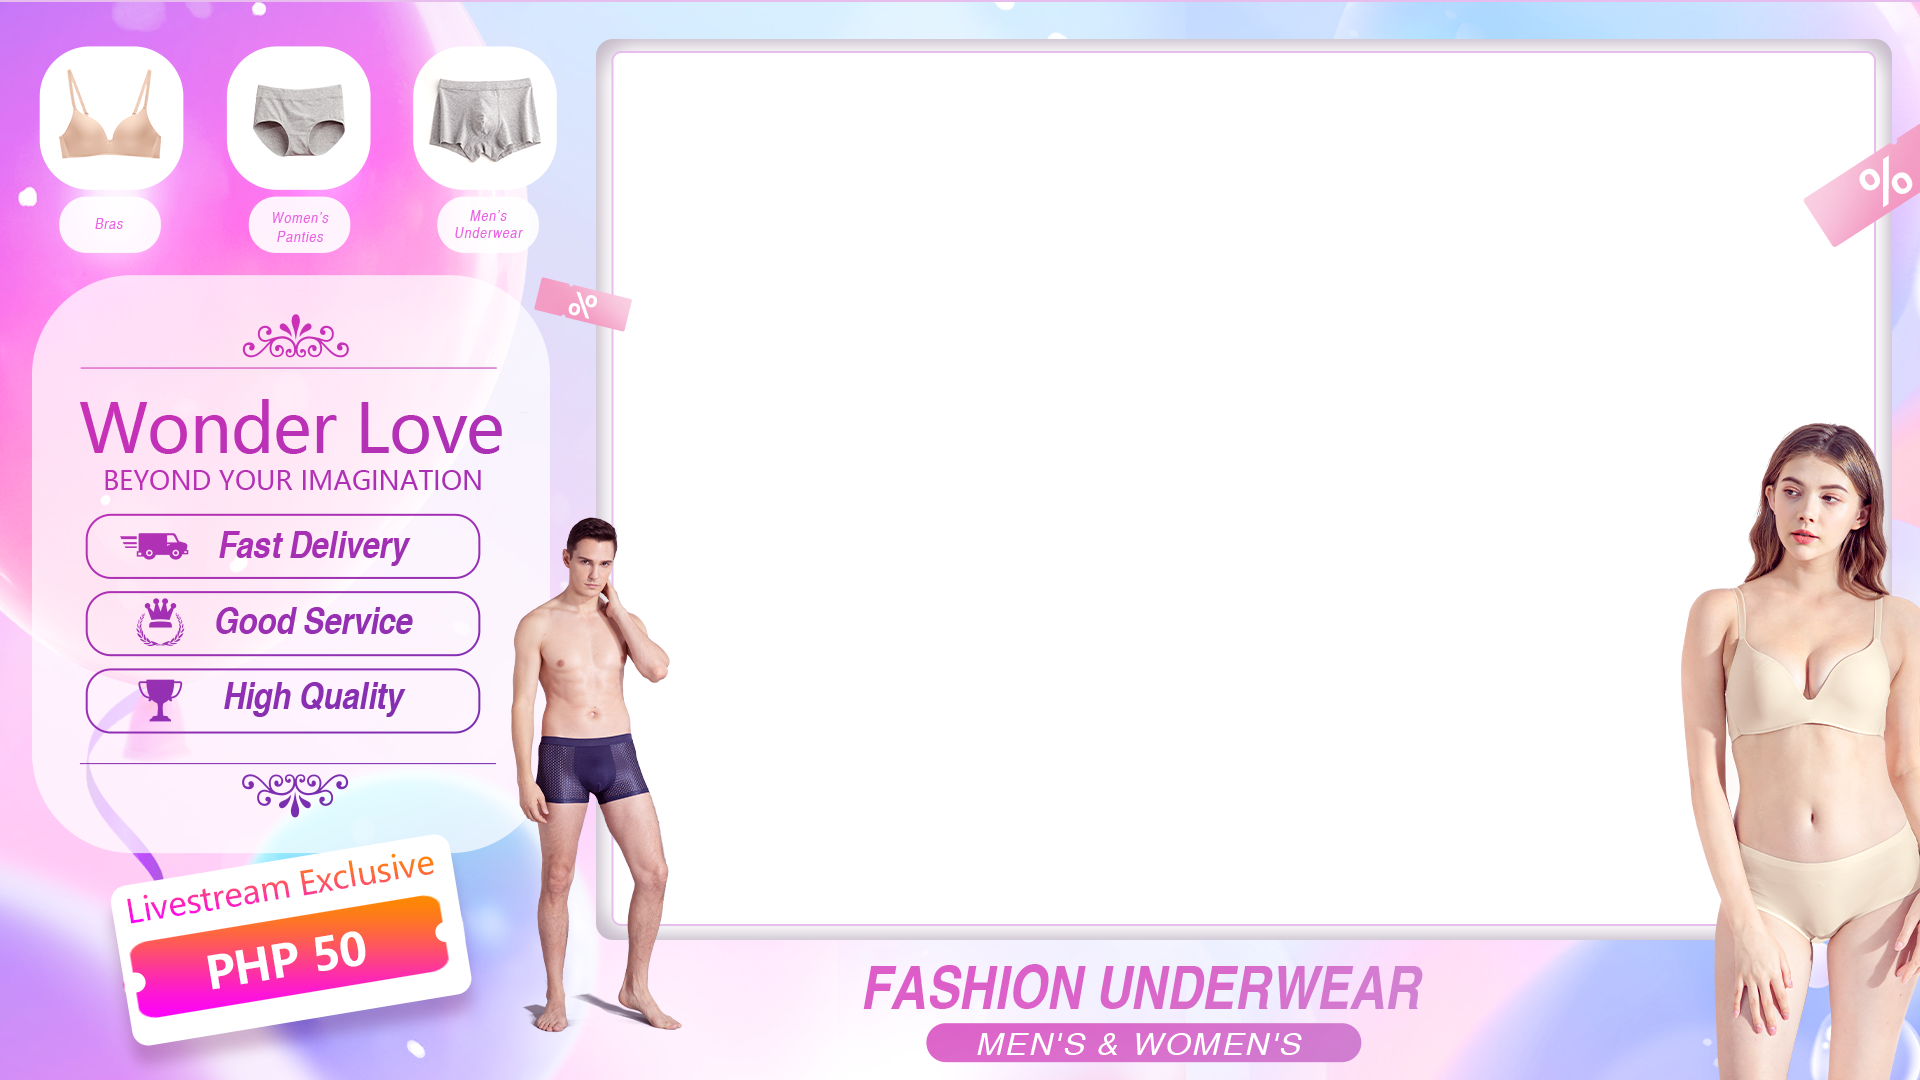 Bras
Women's
Panties
Men's
Underwear
%
%
Wonder Love
BEYOND YOUR IMAGINATION
Fast Delivery
Good Service
High Quality
Livestream Exclusive
PHP 50
FASHION UNDERWEAR
MEN'S & WOMEN'S